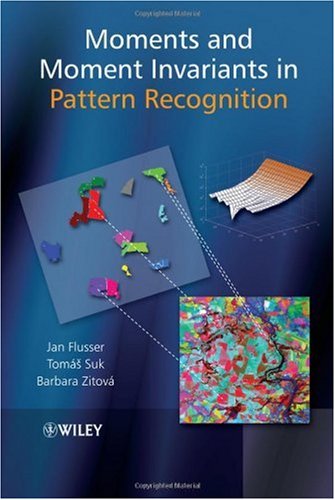 Moments and
Moment Invariants in
Pattern Recognition
Jan Flusser
Tomáš Suk
Barbara Zitová
WILEY